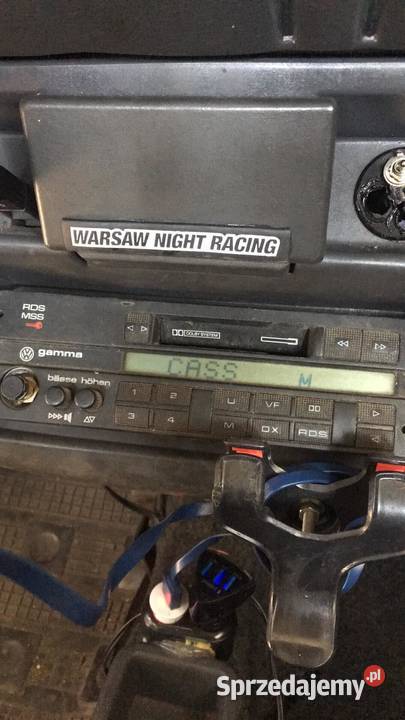 WARSAW NIGHT RACING
RDS
MSS
DOLBY SYSTEM
gamma
CASS M
bässe höhen
1 2 U VF
3 4 M DX RDS
Sprzedajemy.pl